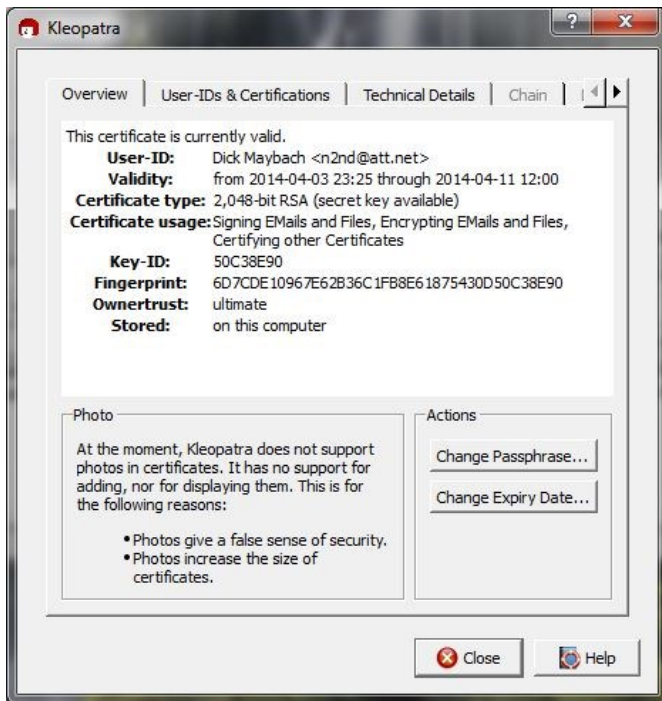 Kleopatra
Overview
User-IDs & Certifications
Technical Details
Chain
This certificate is currently valid.
User-ID: Dick Maybach <n2nd@att.net>
Validity: from 2014-04-03 23:25 through 2014-04-11 12:00
Certificate type: 2,048-bit RSA (secret key available)
Certificate usage: Signing EMails and Files, Encrypting EMails and Files,
Certifying other Certificates
Key-ID: 50C38E90
Fingerprint: 6D7CDE10967E62B36C1FB8E61875430D50C38E90
Ownertrust: ultimate
Stored: on this computer
Photo
At the moment, Kleopatra does not support
photos in certificates. It has no support for
adding, nor for displaying them. This is for
the following reasons:
• Photos give a false sense of security.
• Photos increase the size of
certificates.
Actions
Change Passphrase...
Change Expiry Date...
Close
Help